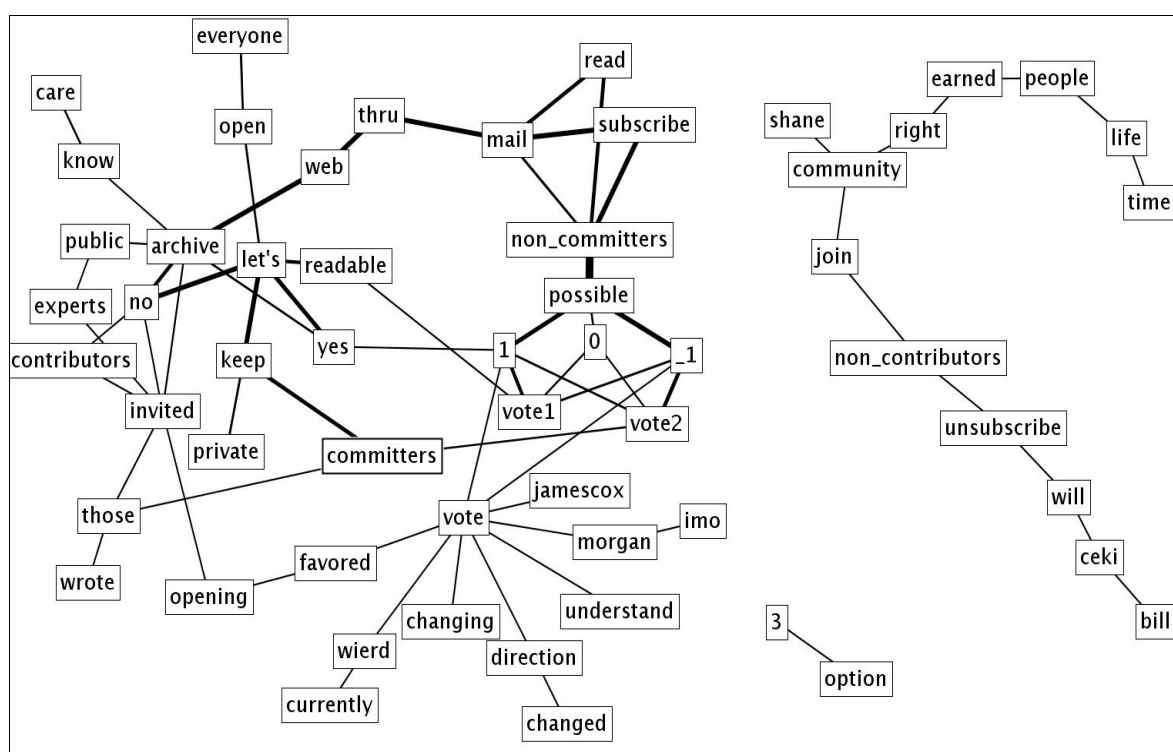 everyone
care
open
know
thru
read
mail
subscribe
web
public
archive
let's
readable
non_committers
experts
no
possible
contributors
keep
yes
1
0
_1
invited
private
vote1
vote2
committers
those
vote
jamescox
morgan
imo
favored
wrote
opening
changing
understand
wierd
direction
currently
changed
shane
earned
people
right
life
community
time
join
non_contributors
unsubscribe
will
ceki
bill
3
option